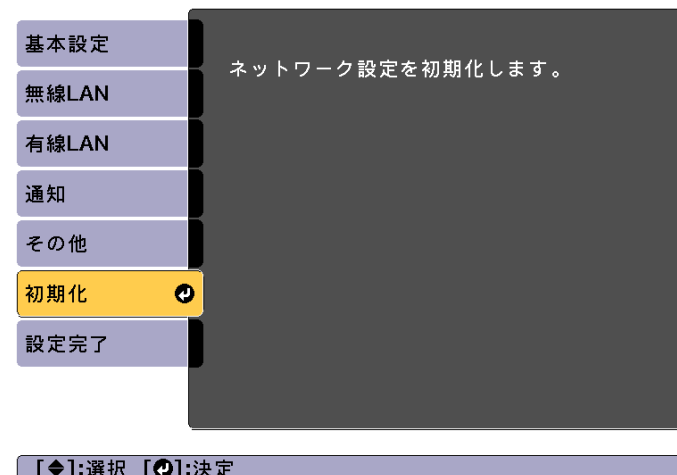 基本設定
無線LAN
有線LAN
通知
その他
初期化
設定完了
ネットワーク設定を初期化します。
[◆]:選択 [↵]:決定